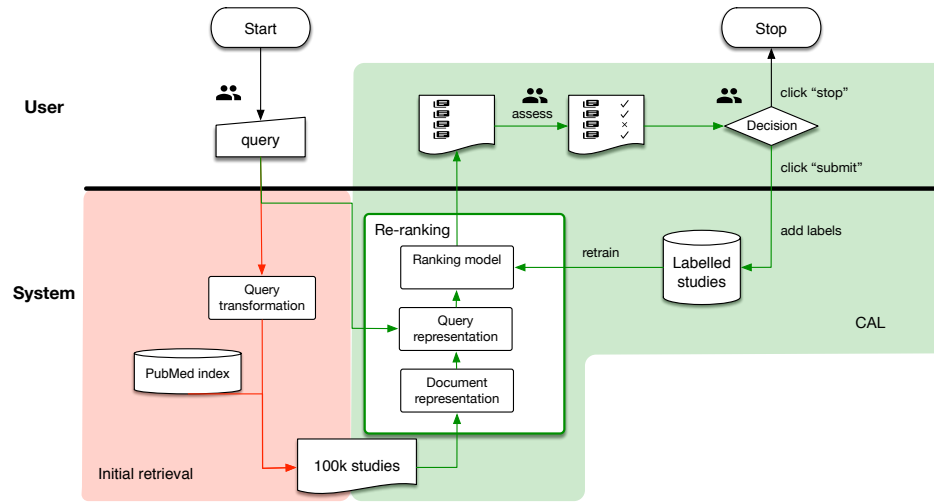 Start
Stop
User
assess
click “stop”
query
Decision
click “submit”
Re-ranking
Ranking model
retrain
add labels
Labelled
studies
System
Query
transformation
Query
representation
CAL
PubMed index
Document
representation
Initial retrieval
100k studies